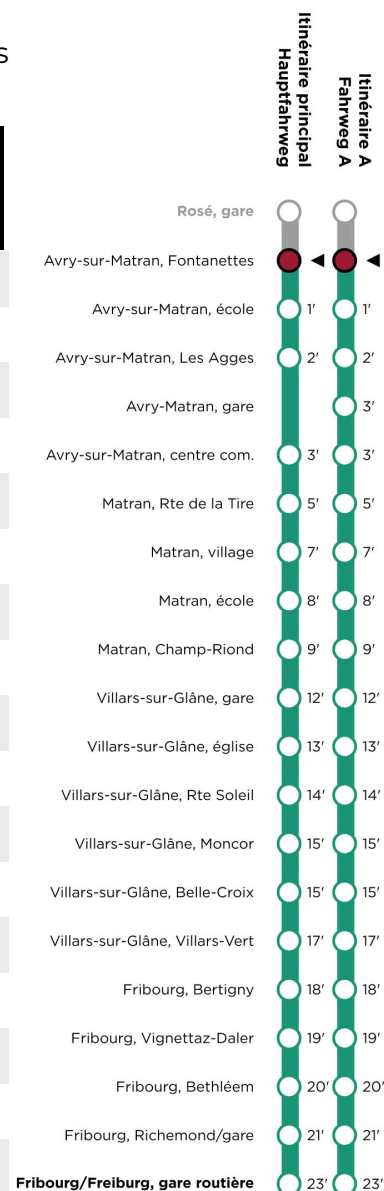 s
Itinéraire principal
Hauptfahrweg
Itinéraire A
Fahrweg A
Rosé, gare
Avry-sur-Matran, Fontanettes
Avry-sur-Matran, école 1' 1'
Avry-sur-Matran, Les Agges 2' 2'
Avry-Matran, gare 3'
Avry-sur-Matran, centre com. 3' 3'
Matran, Rte de la Tire 5' 5'
Matran, village 7' 7'
Matran, école 8' 8'
Matran, Champ-Riond 9' 9'
Villars-sur-Glâne, gare 12' 12'
Villars-sur-Glâne, église 13' 13'
Villars-sur-Glâne, Rte Soleil 14' 14'
Villars-sur-Glâne, Moncor 15' 15'
Villars-sur-Glâne, Belle-Croix 15' 15'
Villars-sur-Glâne, Villars-Vert 17' 17'
Fribourg, Bertigny 18' 18'
Fribourg, Vignettaz-Daler 19' 19'
Fribourg, Bethléem 20' 20'
Fribourg, Richemond/gare 21' 21'
Fribourg/Freiburg, gare routière 23' 23'